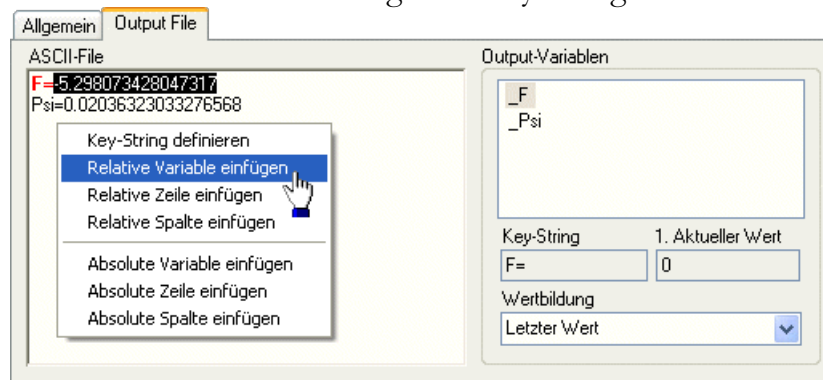 Allgemein Output File
ASCII-File
F=-5.298073428047317
Psi=0.02036323033276568
Key-String definieren
Relative Variable einfügen
Relative Zeile einfügen
Relative Spalte einfügen
Absolute Variable einfügen
Absolute Zeile einfügen
Absolute Spalte einfügen
Output-Variablen
_F
_Psi
Key-String 1. Aktueller Wert
F= 0
Wertbildung
Letzter Wert